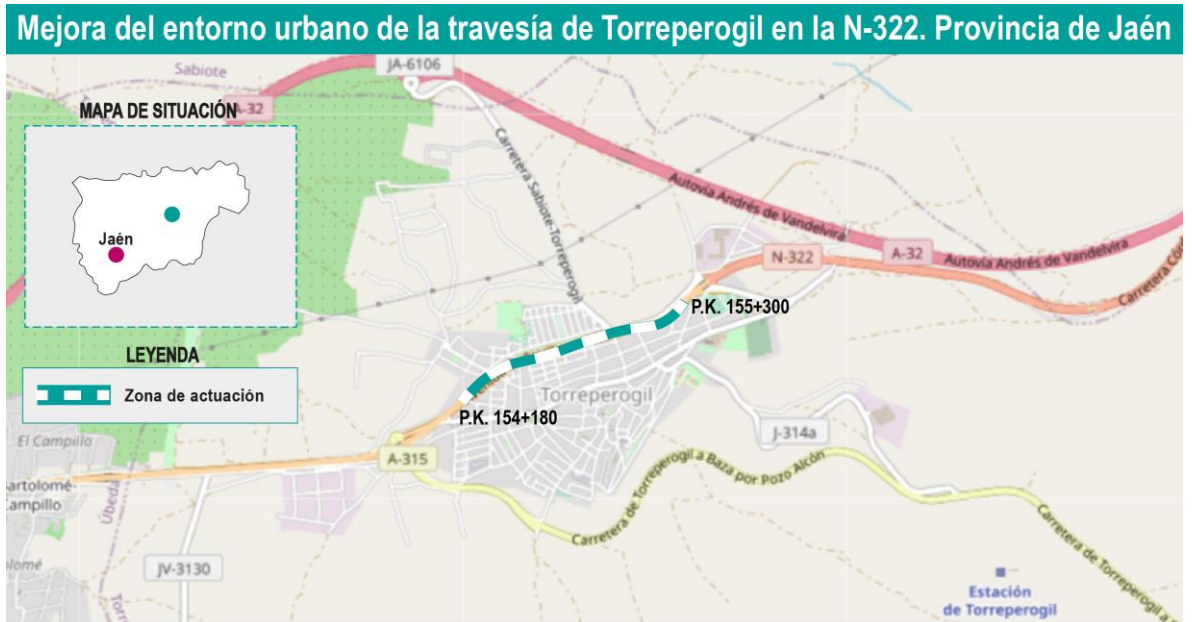 Mejora del entorno urbano de la travesía de Torreperogil en la N-322. Provincia de Jaén
Sabiote
JA-6106
A-32
MAPA DE SITUACIÓN
Jaén
LEYENDA
Zona de actuación
Carretera Sabiote-Torreperogil
Autovía Andrés de Vandelvira
N-322
A-32
Autovía Andrés de Vandelvira
P.K. 155+300
Torreperogil
P.K. 154+180
El Campillo
A-315
J-314a
Carretera de Torreperogil a Baza por Pozo Alcón
Úbeda
JV-3130
Estación
de Torreperogil